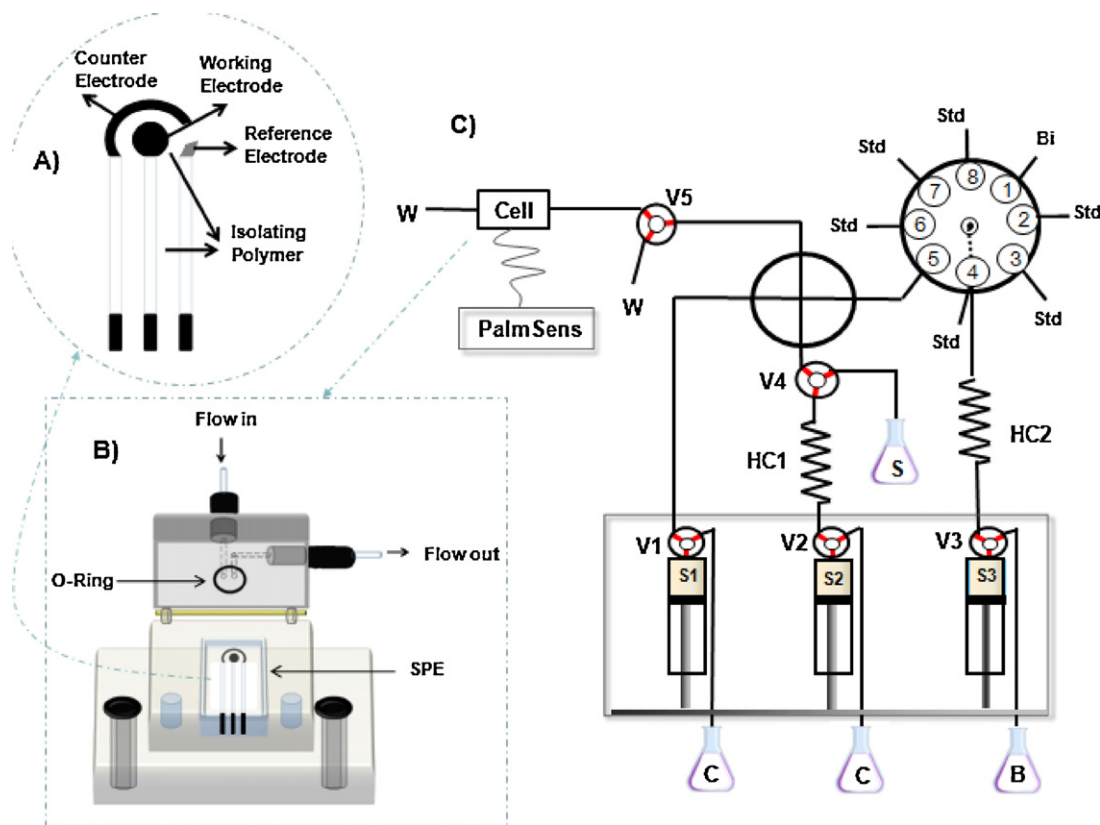 A)
Counter
Electrode
Working
Electrode
Reference
Electrode
Isolating
Polymer
B)
Flow in
Flow out
O-Ring
SPE
C)
W
Cell
V5
W
PalmSens
Std
Bi
Std
Std
Std
Std
Std
8
1
7
2
6
3
5
4
V4
S
HC1
HC2
V1
V2
V3
S1
S2
S3
C
C
B